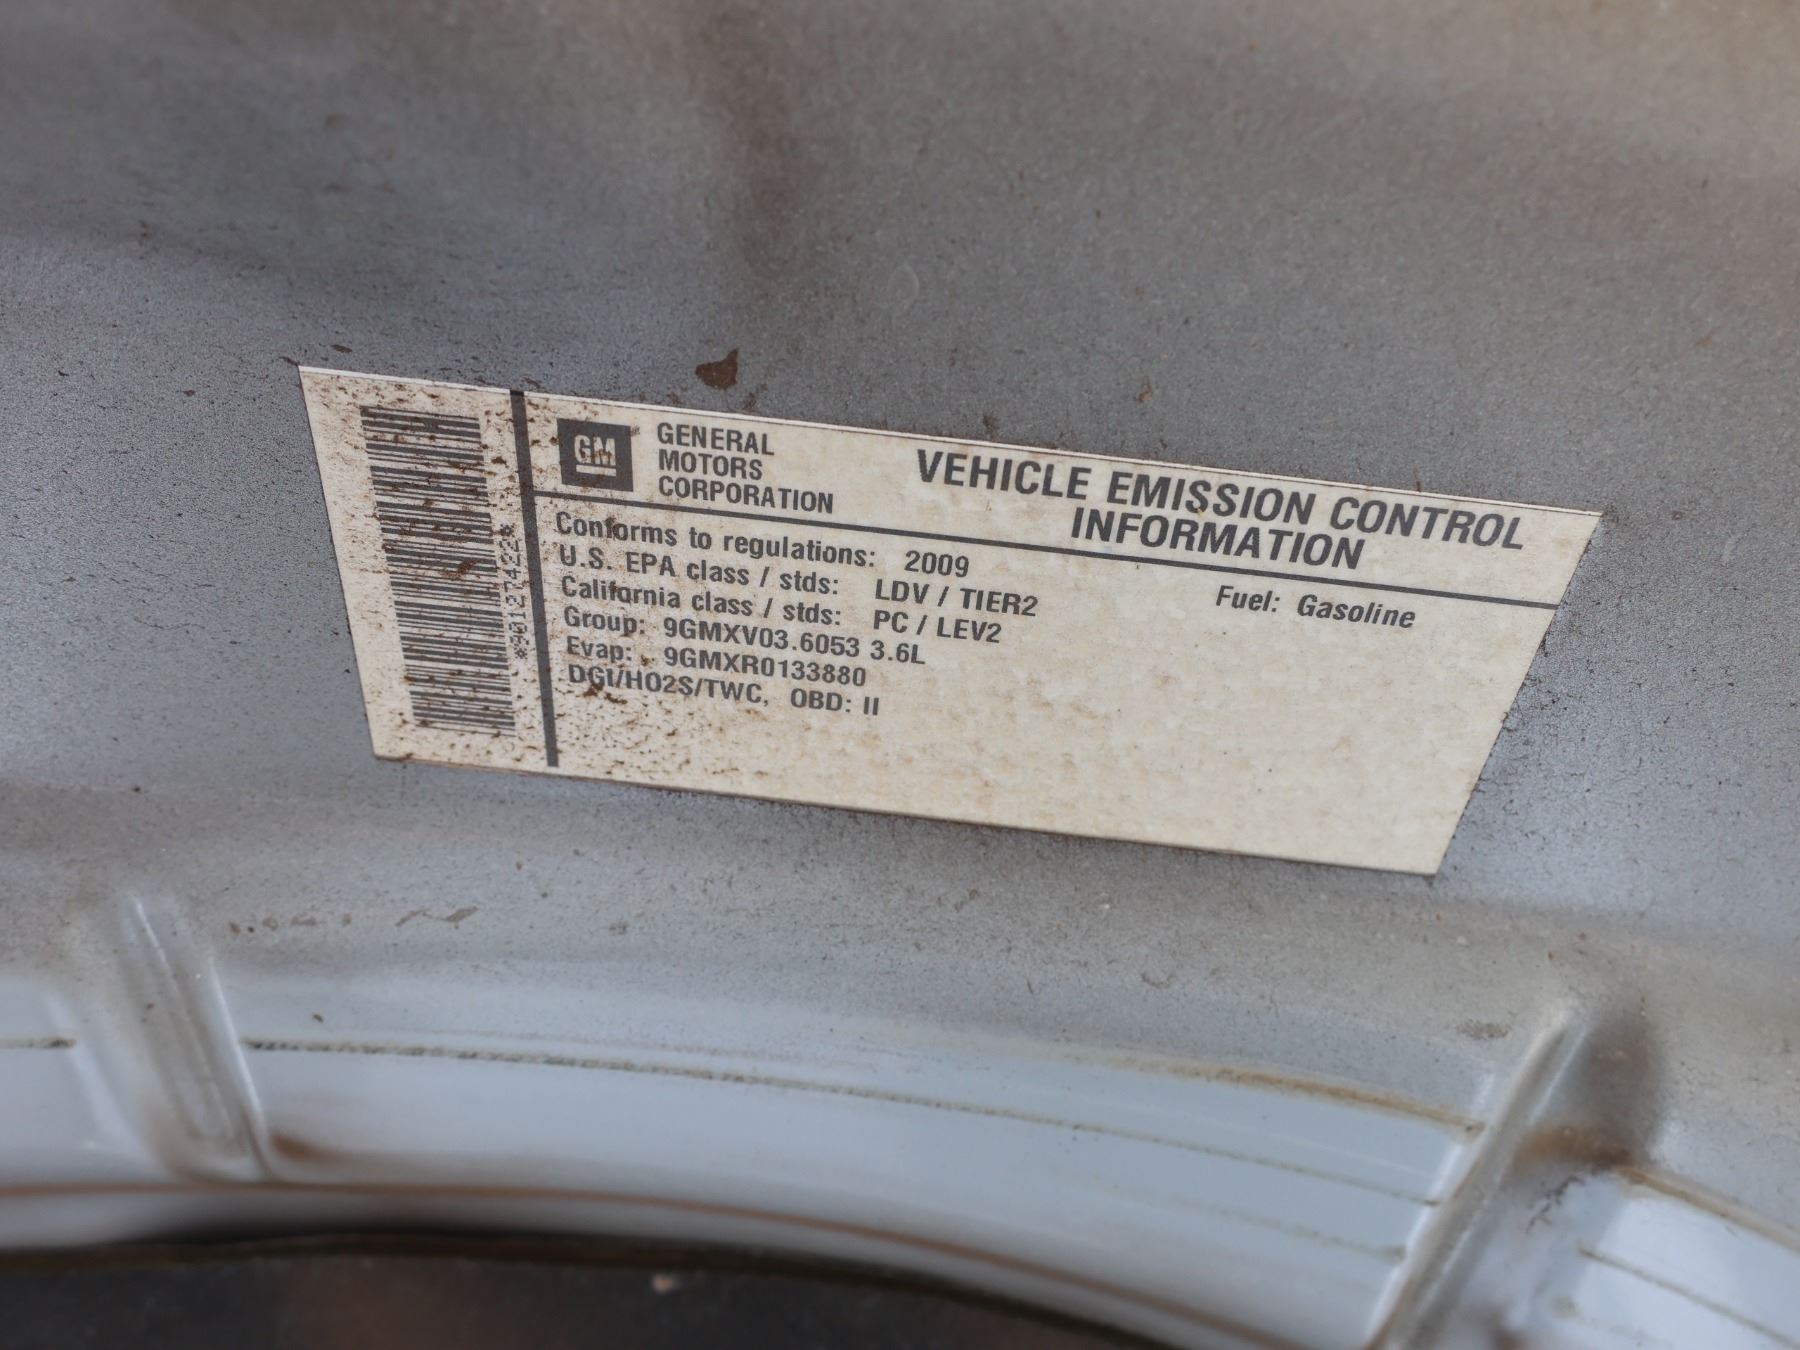 GM
GENERAL
MOTORS
CORPORATION
VEHICLE EMISSION CONTROL
INFORMATION
Conforms to regulations: 2009
Fuel: Gasoline
U.S. EPA class / stds: LDV / TIER2
California class / stds: PC / LEV2
Group: 9GMXV03.6053 3.6L
Evap: 9GMXR0133880
DGI/HO2S/TWC, OBD: II